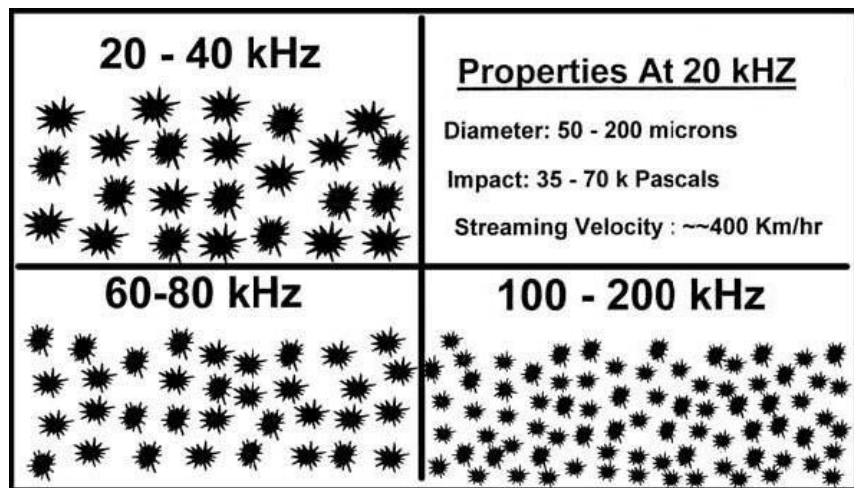 20 - 40 kHz
Properties At 20 kHZ
Diameter: 50 - 200 microns
Impact: 35 - 70 k Pascals
Streaming Velocity : ~~400 Km/hr
60-80 kHz
100 - 200 kHz